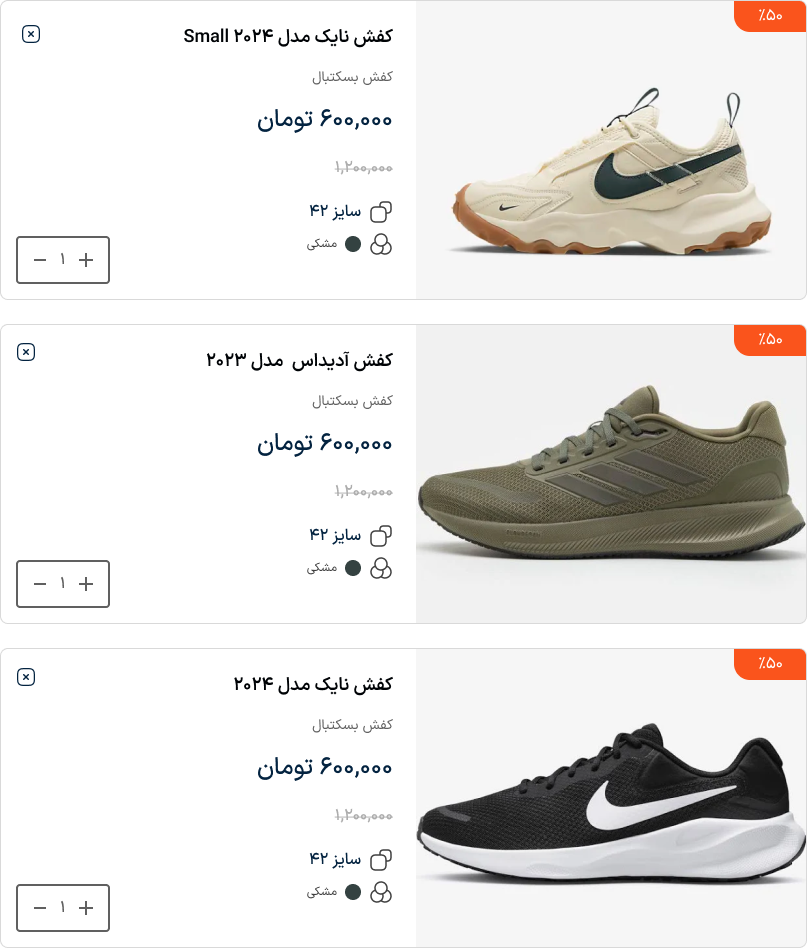 ٪۵۰
کفش نایک مدل ۲۰۲۴ Small
کفش بسکتبال
۶۰۰,۰۰۰ تومان
۱,۲۰۰,۰۰۰
سایز ۴۲
مشکی
۱
٪۵۰
کفش آدیداس مدل ۲۰۲۳
کفش بسکتبال
۶۰۰,۰۰۰ تومان
۱,۲۰۰,۰۰۰
سایز ۴۲
مشکی
۱
٪۵۰
کفش نایک مدل ۲۰۲۴
کفش بسکتبال
۶۰۰,۰۰۰ تومان
۱,۲۰۰,۰۰۰
سایز ۴۲
مشکی
۱